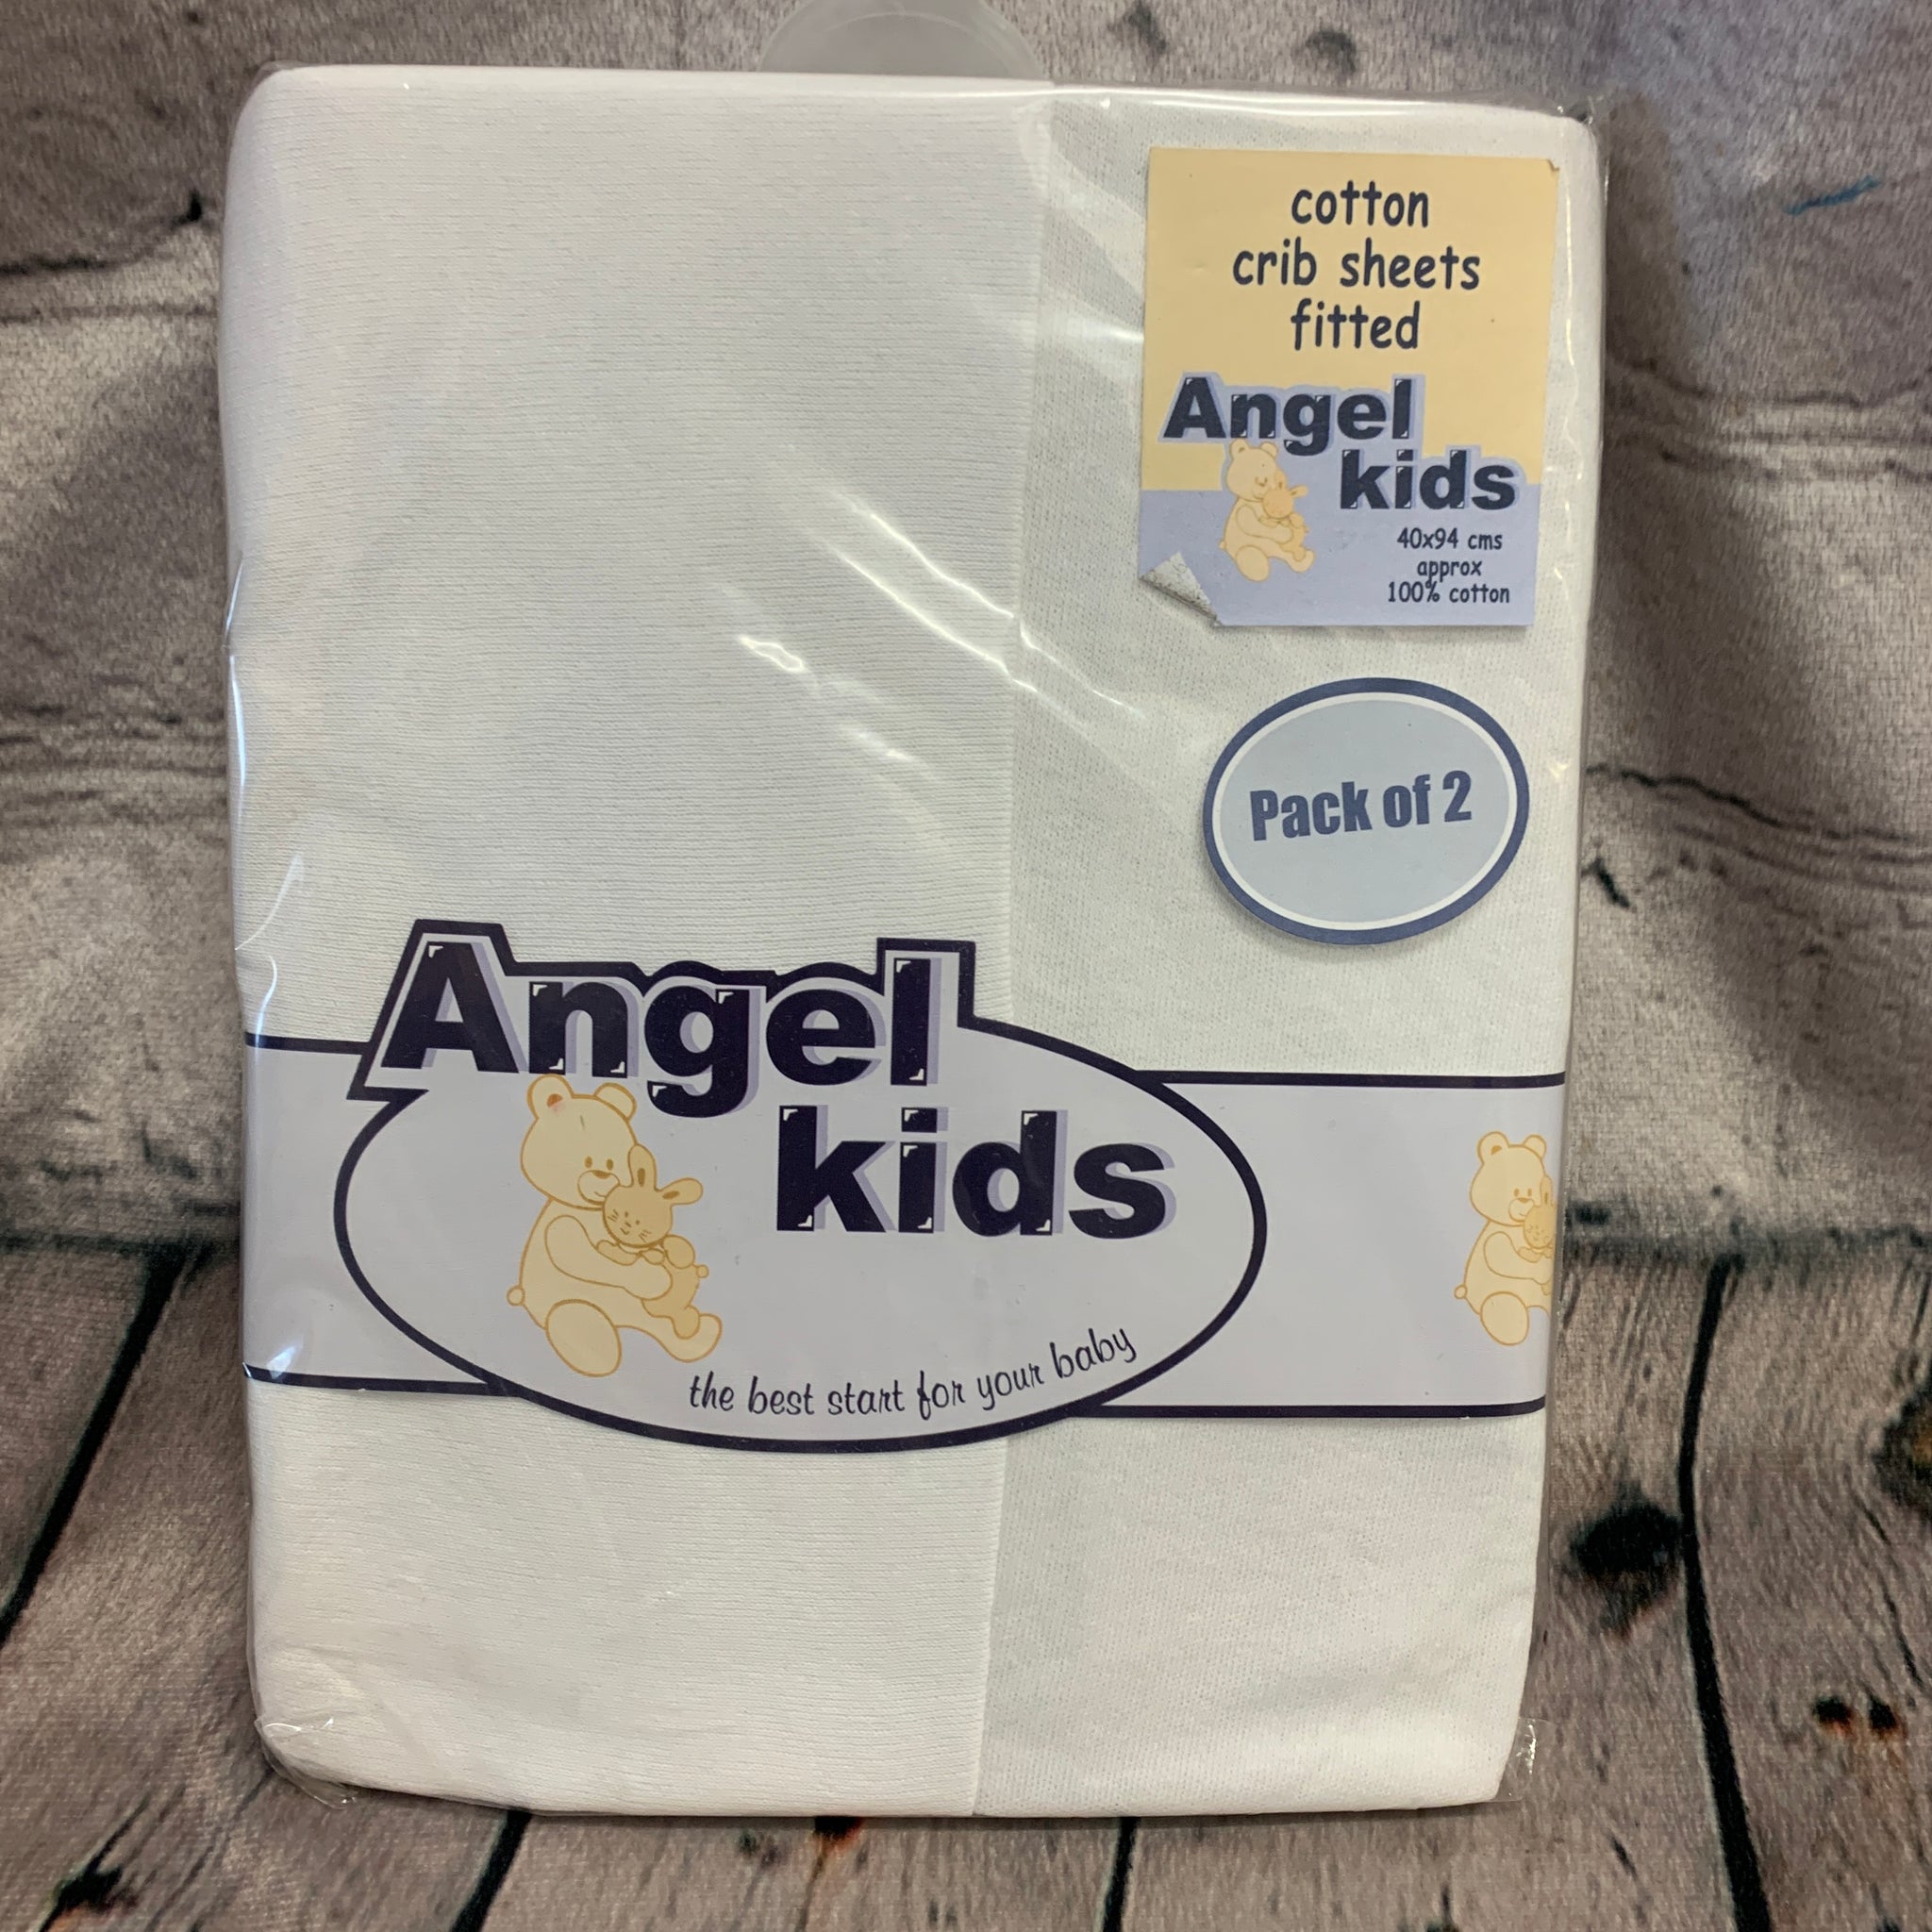 cotton
crib sheets
fitted
Angel
kids
40x94 cms
approx
100% cotton
Pack of 2
Angel
kids
the best start for your baby